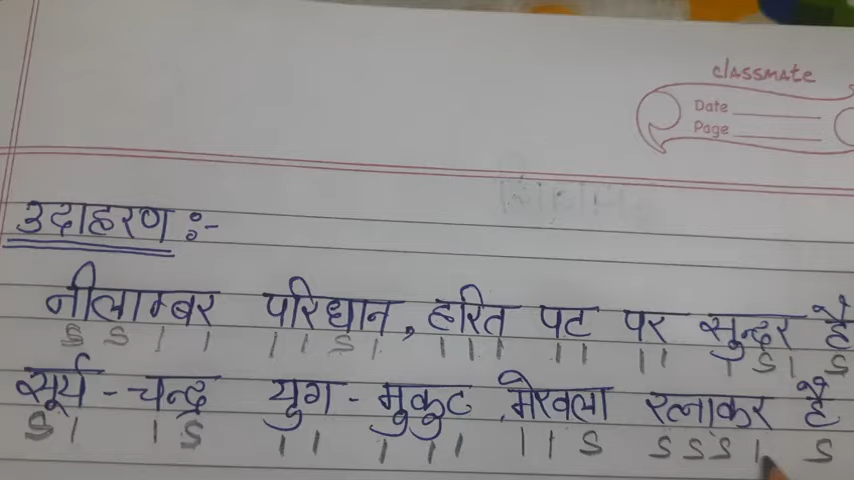 classmate
Date
Page
उदाहरण :-
नीलाम्बर परिधान, हरित पट पर सुन्दर है
S S | | | | S | | | | | | | | | S | S
सूर्य - चन्द्र युग - मुकुट मेखला रत्नाकर है
S | | S | | | | | | | S S S S | S